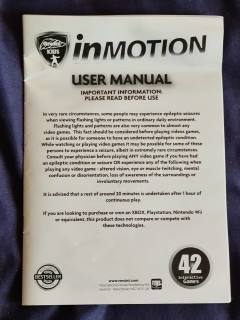 KIDS
inMOTION
USER MANUAL
IMPORTANT INFORMATION:
PLEASE READ BEFORE USE
In very rare circumstances, some people may experience epileptic seizures
when viewing flashing lights or patterns in ordinary daily environment.
Flashing lights and patterns are also very common to almost any
video games. This fact should be considered before playing videos games,
as it is possible for someone to have an undetected epileptic condition.
While watching or playing video games it may be possible for some of these
persons to experience a seizure, albeit in extremely rare circumstances.
Consult your physician before playing ANY video game if you have had
an epileptic condition or seizure OR experience any of the following when
playing any video game - altered vision, eye or muscle twitching, mental
confusion or disorientation, loss of awareness of the surroundings or
involuntary movements.
It is advised that a rest of around 20 minutes is undertaken after 1 hour of
continuous play.
If you are looking to purchase or own an XBOX, Playstation, Nintendo Wii
or equivalent, this product does not compare or compete with
these technologies.
BESTSELLER
42
Interactive
Games